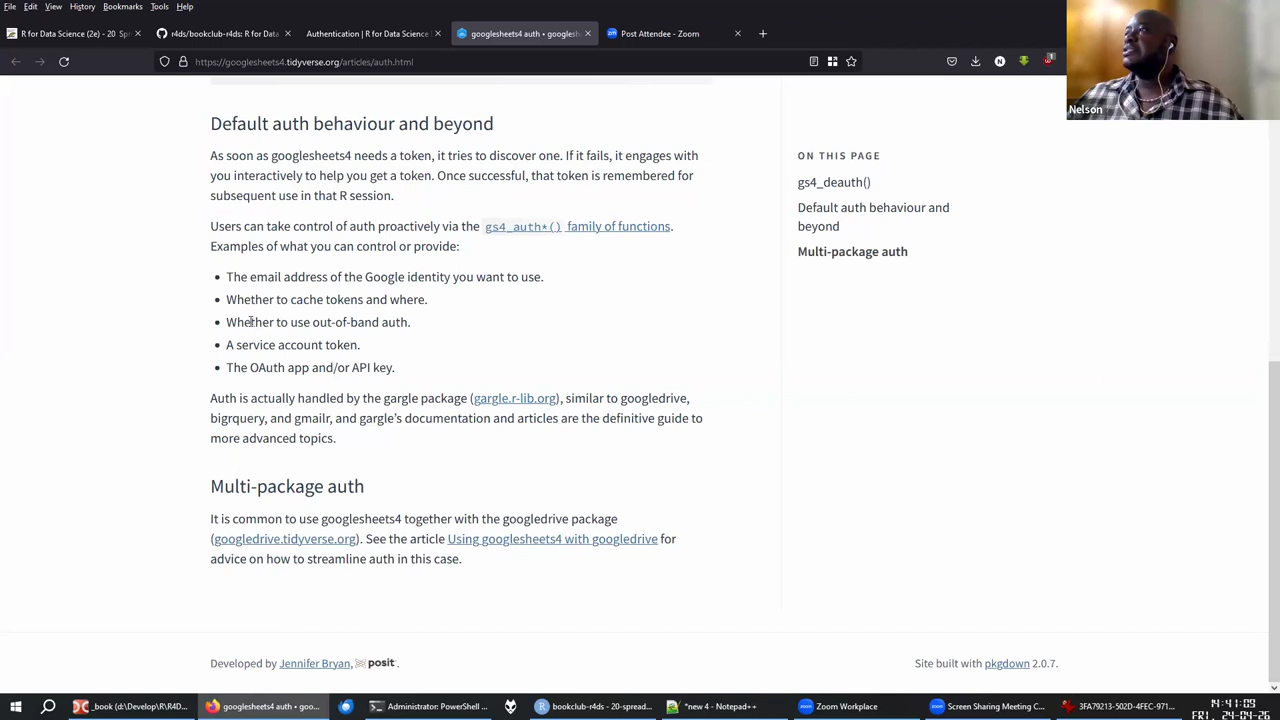 File Edit View History Bookmarks Tools Help
R for Data Science (2e) - 20 Sp
r4ds/bookclub-r4ds: R for Dat
Authentication | R for Data Science
googlesheets4 auth • googlesh
Post Attendee - Zoom
https://googlesheets4.tidyverse.org/articles/auth.html
N
1
Nelson
Default auth behaviour and beyond
As soon as googlesheets4 needs a token, it tries to discover one. If it fails, it engages with
you interactively to help you get a token. Once successful, that token is remembered for
subsequent use in that R session.
Users can take control of auth proactively via the gs4_auth*() family of functions.
Examples of what you can control or provide:
• The email address of the Google identity you want to use.
• Whether to cache tokens and where.
• Whether to use out-of-band auth.
• A service account token.
• The OAuth app and/or API key.
Auth is actually handled by the gargle package (gargle.r-lib.org), similar to googledrive,
bigrquery, and gmailr, and gargle's documentation and articles are the definitive guide to
more advanced topics.
Multi-package auth
It is common to use googlesheets4 together with the googledrive package
(googledrive.tidyverse.org). See the article Using googlesheets4 with googledrive for
advice on how to streamline auth in this case.
ON THIS PAGE
gs4_deauth()
Default auth behaviour and
beyond
Multi-package auth
Developed by Jennifer Bryan, posit.
Site built with pkgdown 2.0.7.
_book (d:\Develop\R\R4D...
googlesheets4 auth • goo...
Administrator: PowerShell ...
bookclub-r4ds - 20-spread...
*new 4 - Notepad++
Zoom Workplace
Screen Sharing Meeting C...
3FA79213-502D-4FEC-971...
14:41:09
FRI 24-04-26